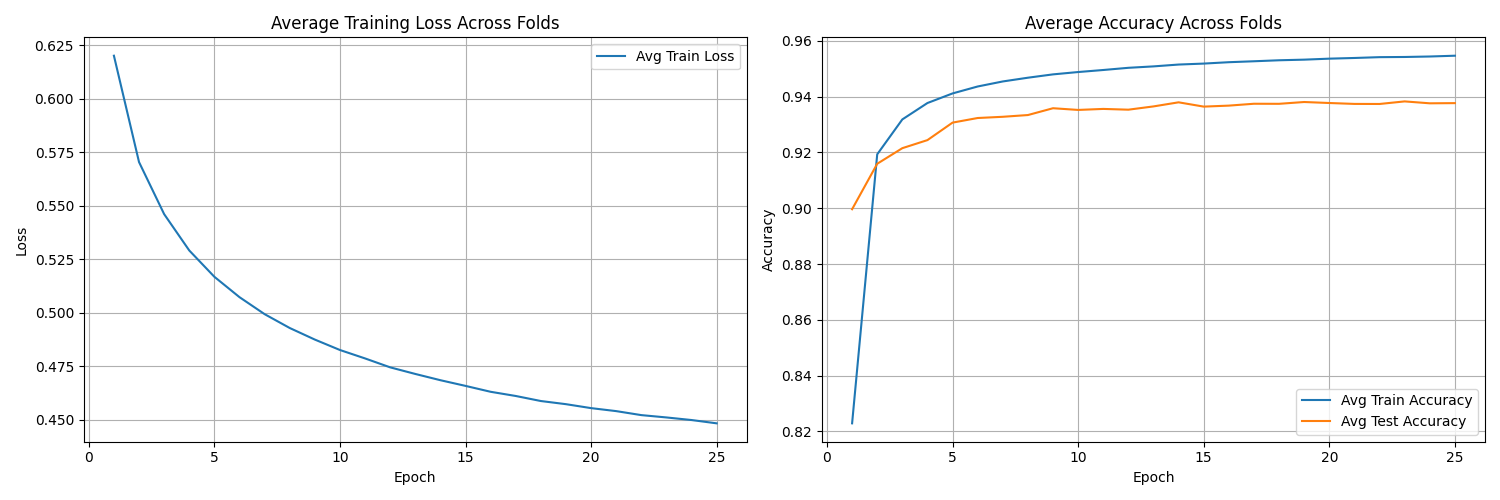 Average Training Loss Across Folds
0.625
0.600
0.575
0.550
0.525
0.500
0.475
0.450
Loss
Avg Train Loss
0 5 10 15 20 25
Epoch
Average Accuracy Across Folds
0.96
0.94
0.92
0.90
0.88
0.86
0.84
0.82
Accuracy
Avg Train Accuracy
Avg Test Accuracy
0 5 10 15 20 25
Epoch